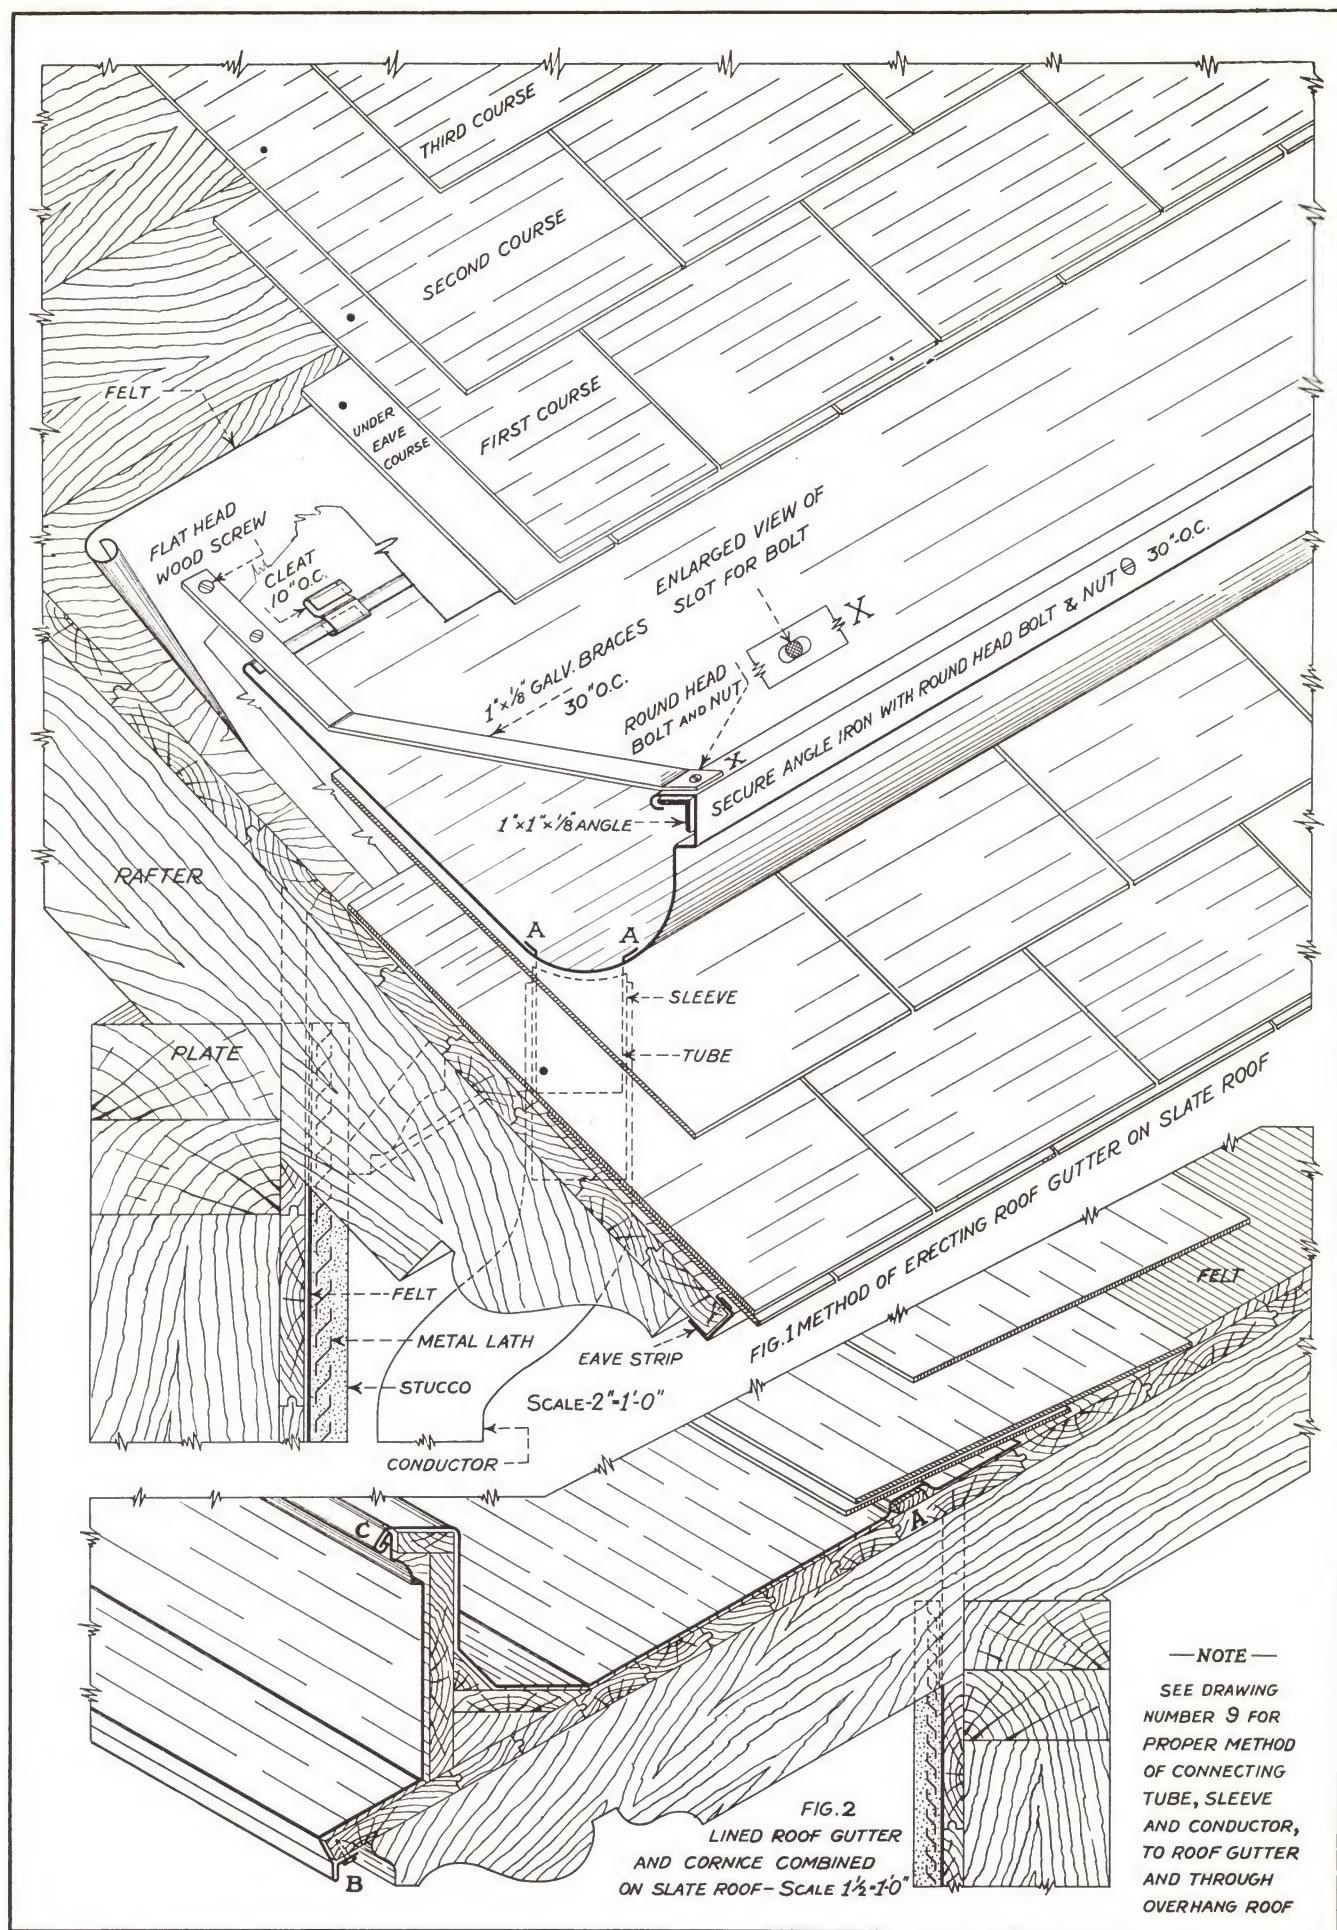 THIRD COURSE
SECOND COURSE
FELT
UNDER
EAVE
COURSE
FIRST COURSE
FLAT HEAD
WOOD SCREW
CLEAT
10" O.C.
ENLARGED VIEW OF
SLOT FOR BOLT
X
1"×1/8" GALV. BRACES
30" O.C.
ROUND HEAD
BOLT AND NUT
X
SECURE ANGLE IRON WITH ROUND HEAD BOLT & NUT 30"-O.C.
1"×1"×1/8" ANGLE
RAFTER
A
A
SLEEVE
PLATE
TUBE
FELT
METAL LATH
EAVE STRIP
STUCCO
SCALE-2"=1'-0"
CONDUCTOR
FIG.1 METHOD OF ERECTING ROOF GUTTER ON SLATE ROOF
FELT
C
A
B
FIG.2
LINED ROOF GUTTER
AND CORNICE COMBINED
ON SLATE ROOF-SCALE 1½"=1'-0"
—NOTE—
SEE DRAWING
NUMBER 9 FOR
PROPER METHOD
OF CONNECTING
TUBE, SLEEVE
AND CONDUCTOR,
TO ROOF GUTTER
AND THROUGH
OVERHANG ROOF